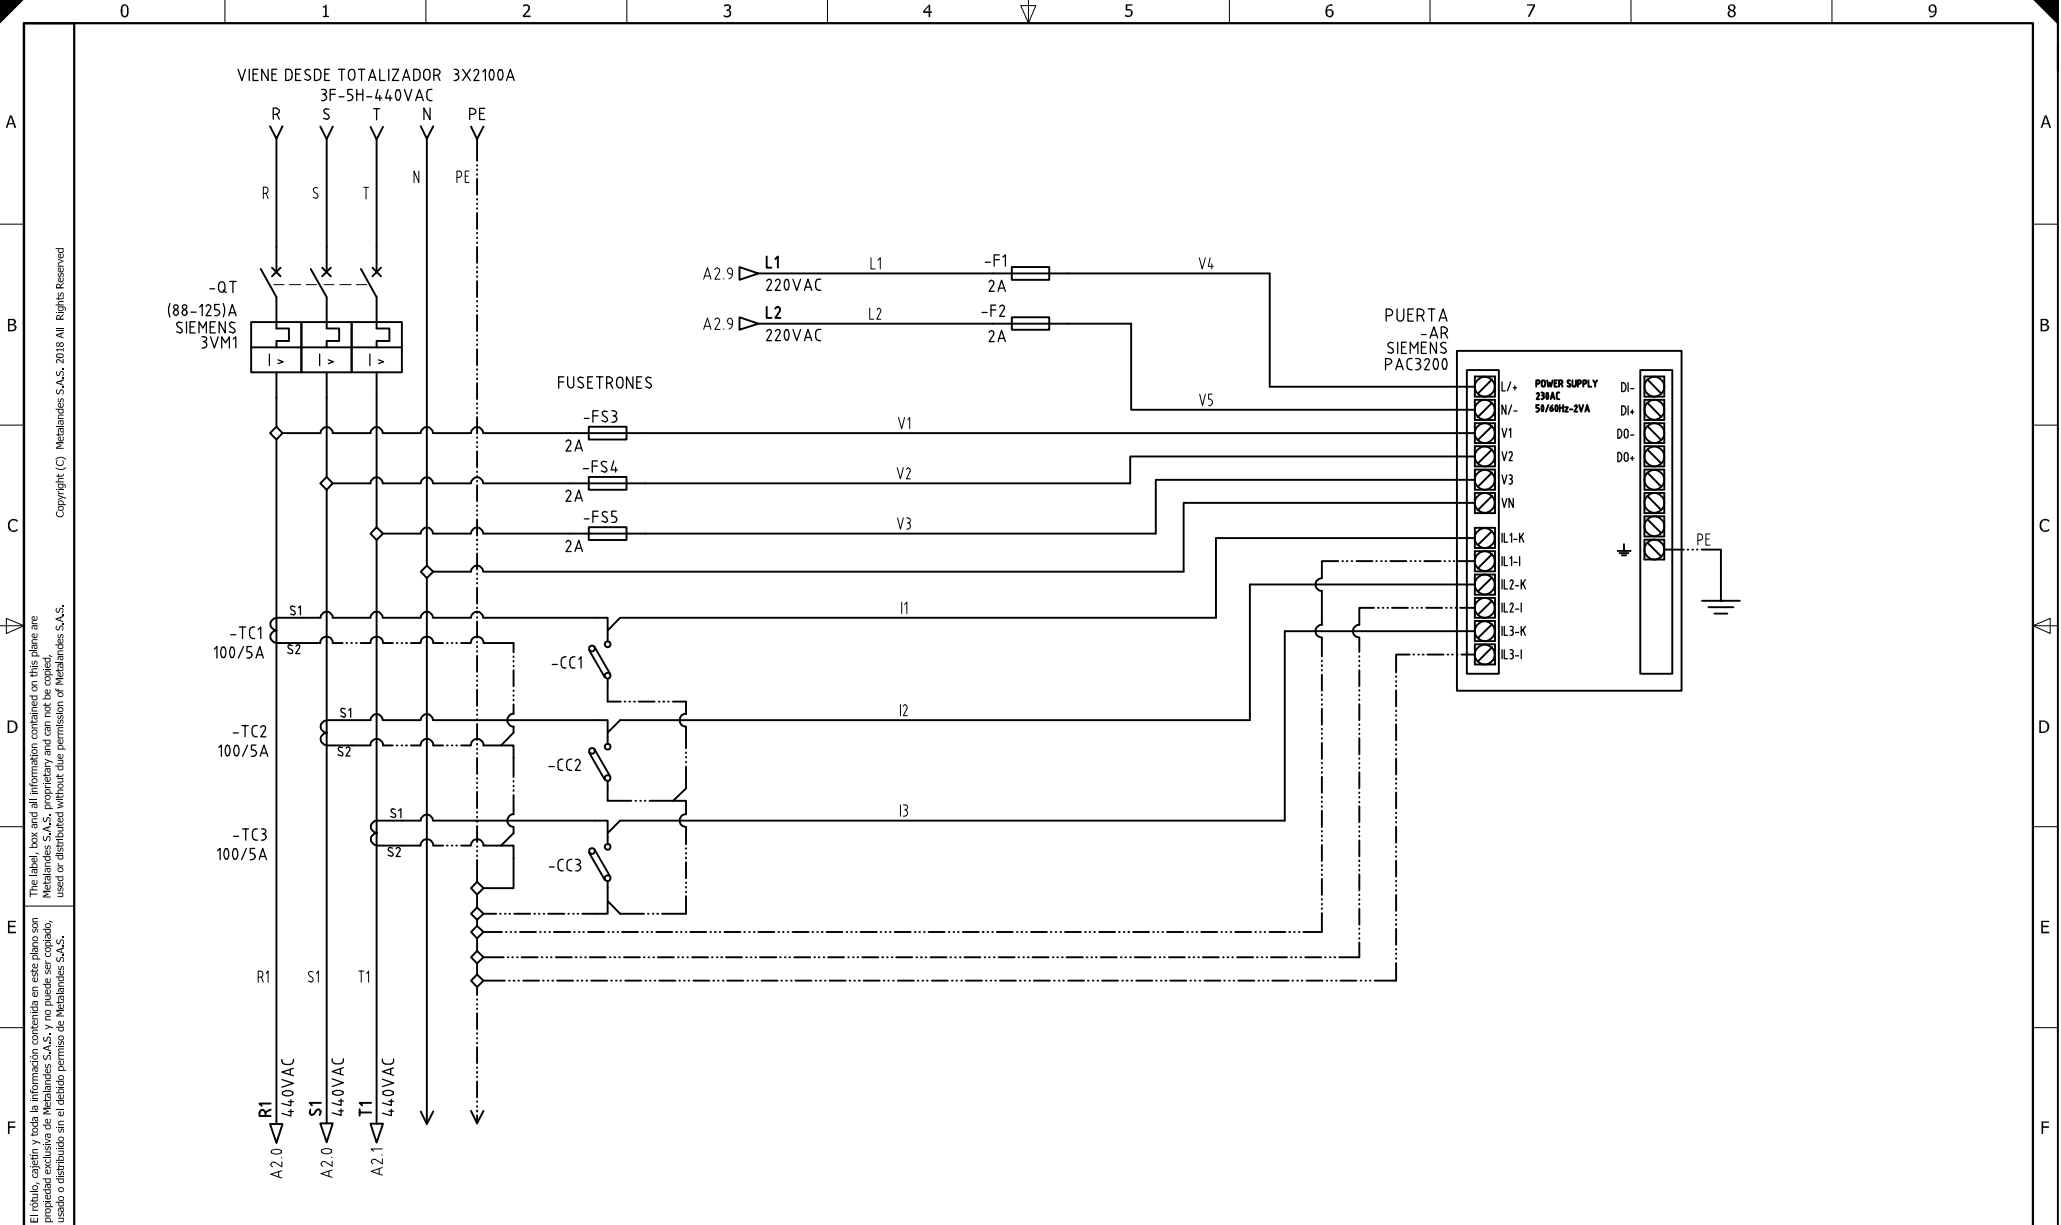 0 1 2 3 4 5 6 7 8 9
VIENE DESDE TOTALIZADOR 3X2100A
3F-5H-440VAC
R S T N PE
A A
R S T N PE
L1 L1 -F1 V4
A2.9 220VAC 2A
-QT
(88-125)A
SIEMENS
3VM1
I > I > I >
L2 L2 -F2
A2.9 220VAC 2A
B B
PUERTA
-AR
SIEMENS
PAC3200
FUSETRONES
L/+ POWER SUPPLY DI-
230AC
V5 N/- 50/60Hz-2VA DI+
-FS3 V1 V1 DO-
2A
V2 DO+
-FS4 V2 V3
2A
VN
C C
-FS5 V3
2A
IL1-K PE
IL1-I
IL2-K
IL2-I
IL3-K
IL3-I
S1 I1
-TC1
100/5A S2
-CC1
S1 I2
-TC2
100/5A S2
-CC2
D D
S1 I3
-TC3
100/5A S2
-CC3
E E
R1 S1 T1
R1 440VAC S1 440VAC T1 440VAC
F F
A2.0 A2.0 A2.1
Copyright (C) Metalandes S.A.S. 2018 All Rights Reserved
The label, box and all information contained on this plane are
Metalandes S.A.S. proprietary and can not be copied,
used or distributed without due permission of Metalandes S.A.S.
El rótulo, cajetín y toda la información contenida en este plano son
propiedad exclusiva de Metalandes S.A.S. y no puede ser copiado,
usado o distribuido sin el debido permiso de Metalandes S.A.S.